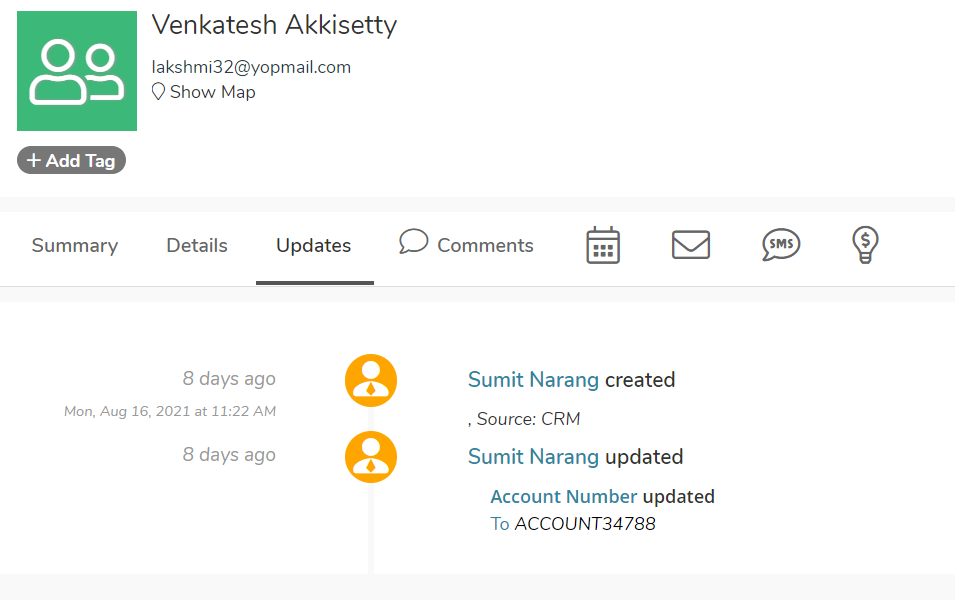 Venkatesh Akkisetty
lakshmi32@yopmail.com
Show Map
+ Add Tag
Summary Details Updates Comments SMS $
8 days ago Sumit Narang created
Mon, Aug 16, 2021 at 11:22 AM , Source: CRM
8 days ago Sumit Narang updated
Account Number updated
To ACCOUNT34788